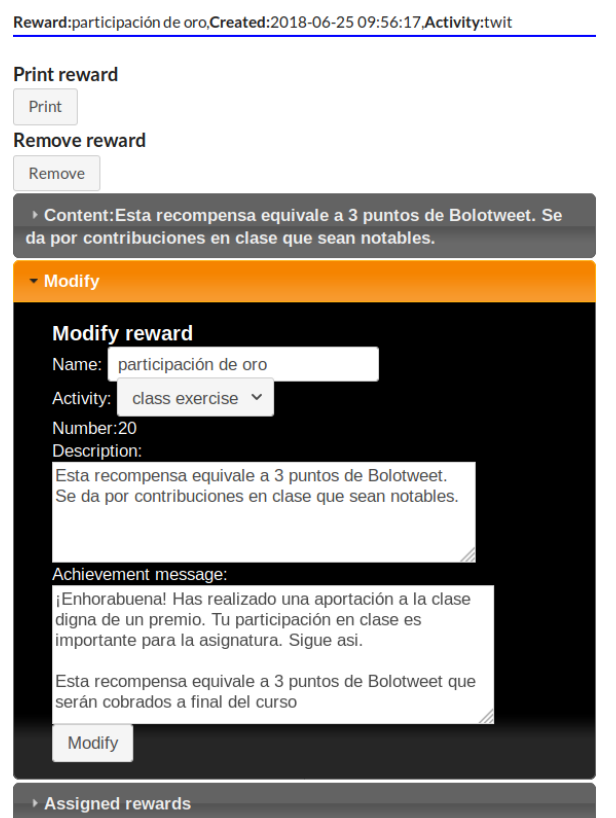 Reward:participación de oro,Created:2018-06-25 09:56:17,Activity:twit
Print reward
Print
Remove reward
Remove
Content:Esta recompensa equivale a 3 puntos de Bolotweet. Se
da por contribuciones en clase que sean notables.
Modify
Modify reward
Name: participación de oro
Activity: class exercise
Number:20
Description:
Esta recompensa equivale a 3 puntos de Bolotweet.
Se da por contribuciones en clase que sean notables.
Achievement message:
¡Enhorabuena! Has realizado una aportación a la clase
digna de un premio. Tu participación en clase es
importante para la asignatura. Sigue asi.
Esta recompensa equivale a 3 puntos de Bolotweet que
serán cobrados a final del curso
Modify
Assigned rewards